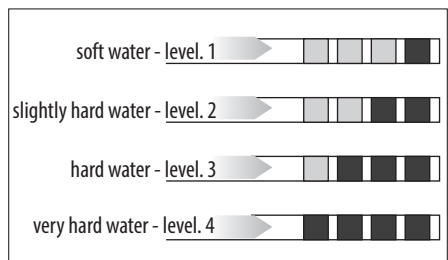 soft water - level. 1
slightly hard water - level. 2
hard water - level. 3
very hard water - level. 4